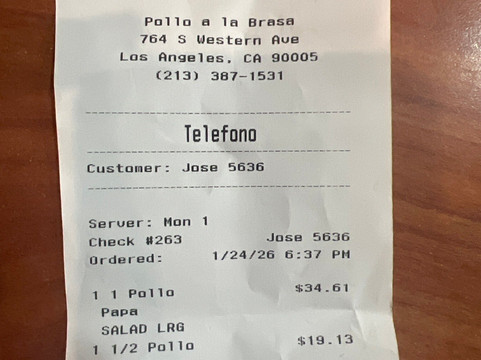 Pollo a la Brasa
764 S Western Ave
Los Angeles, CA 90005
(213) 387-1531
Telefono
Customer: Jose 5636
Server: Mon 1
Check #263 Jose 5636
Ordered: 1/24/26 6:37 PM
1 1 Pollo $34.61
Papa
SALAD LRG
1 1/2 Pollo $19.13